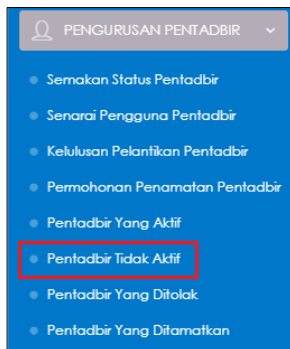 PENGURUSAN PENTADBIR
Semakan Status Pentadbir
Senarai Pengguna Pentadbir
Kelulusan Pelantikan Pentadbir
Permohonan Penamatan Pentadbir
Pentadbir Yang Aktif
Pentadbir Tidak Aktif
Pentadbir Yang Ditolak
Pentadbir Yang Ditamatkan